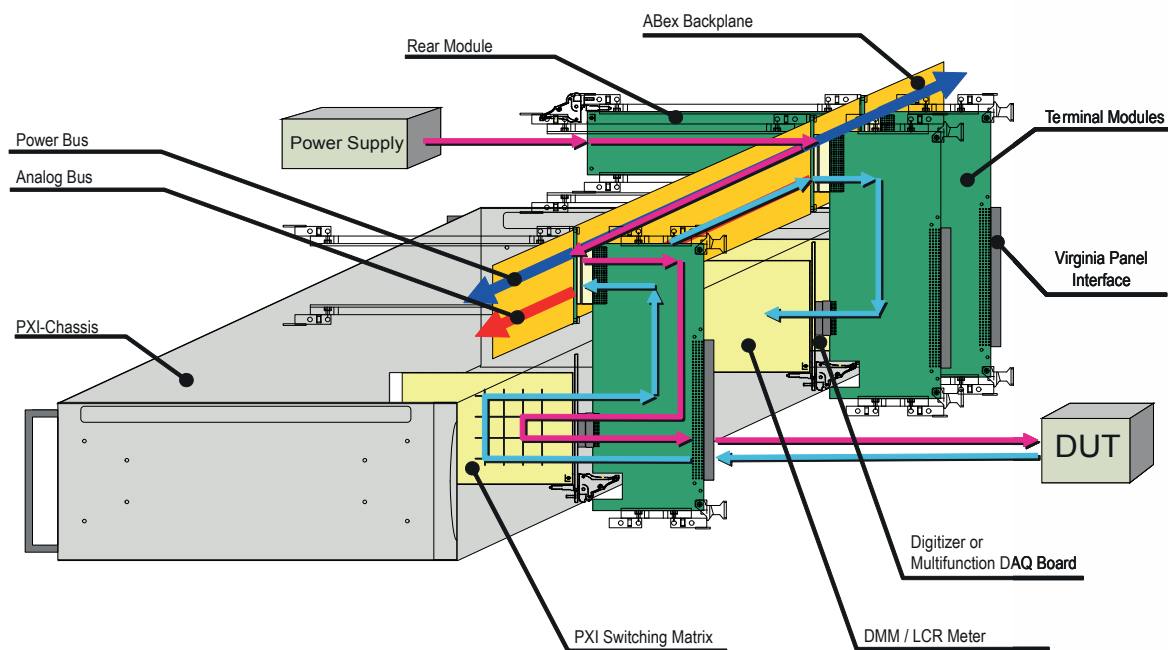 ABex Backplane
Rear Module
Terminal Modules
Power Supply
Power Bus
Analog Bus
Virginia Panel
Interface
PXI-Chassis
DUT
Digitizer or
Multifunction DAQ Board
PXI Switching Matrix
DMM / LCR Meter